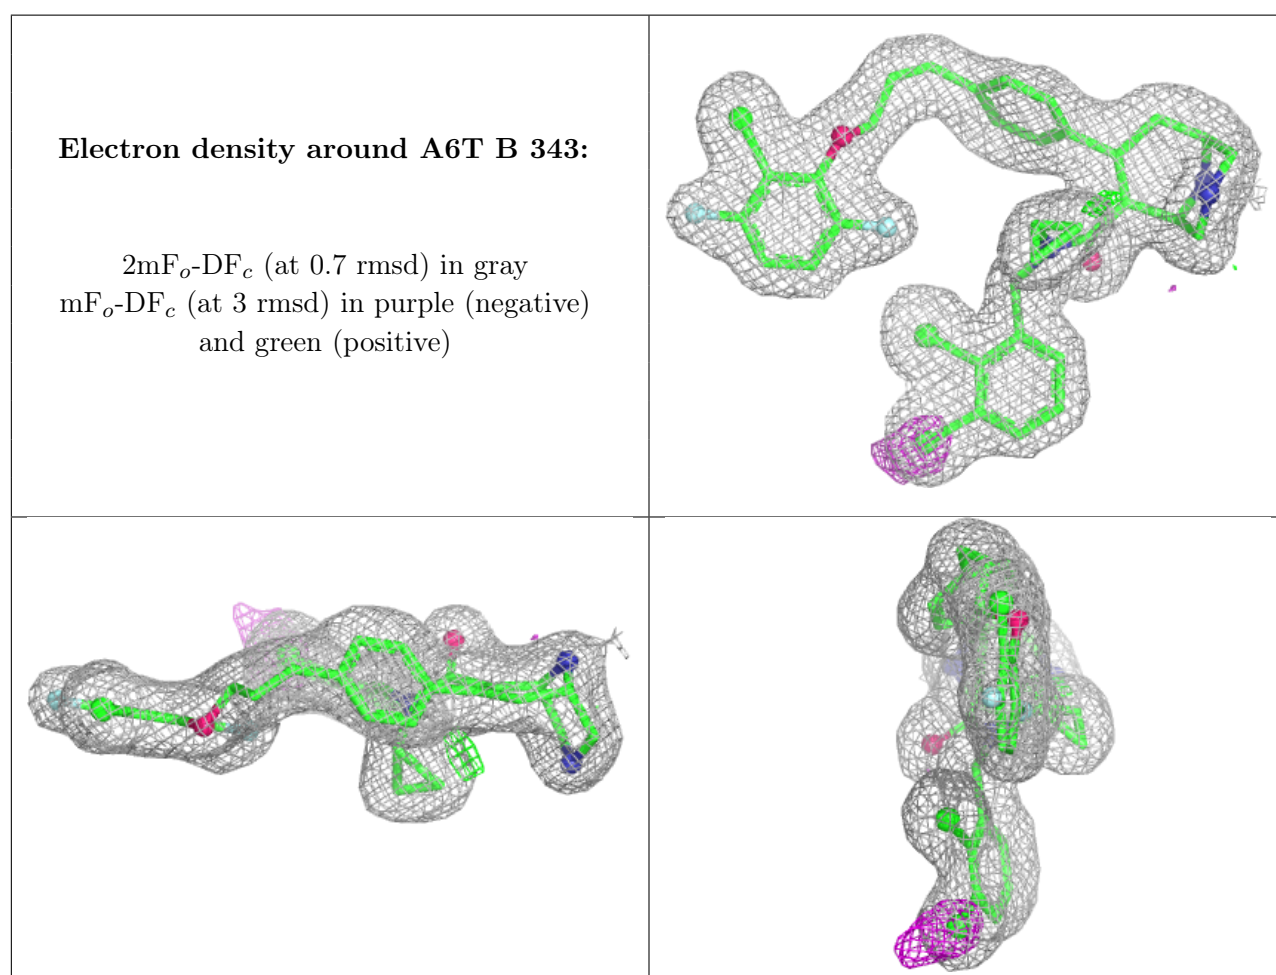 Electron density around A6T B 343:
2mFo-DFc (at 0.7 rmsd) in gray
mFo-DFc (at 3 rmsd) in purple (negative)
and green (positive)